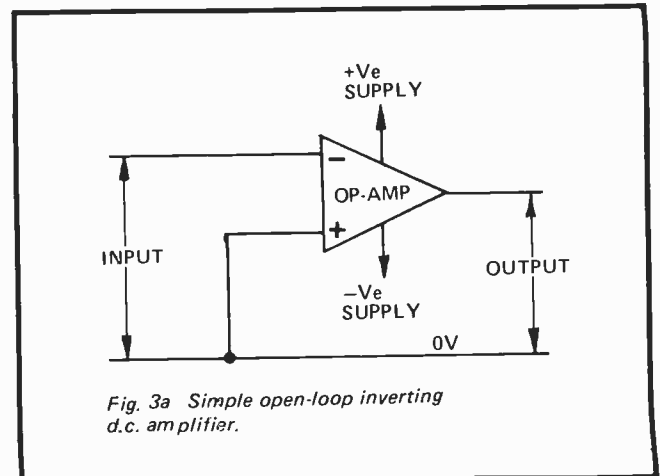 +Ve
SUPPLY
−
OP-AMP
+
INPUT
OUTPUT
−Ve
SUPPLY
0V
Fig. 3a Simple open-loop inverting
d.c. amplifier.